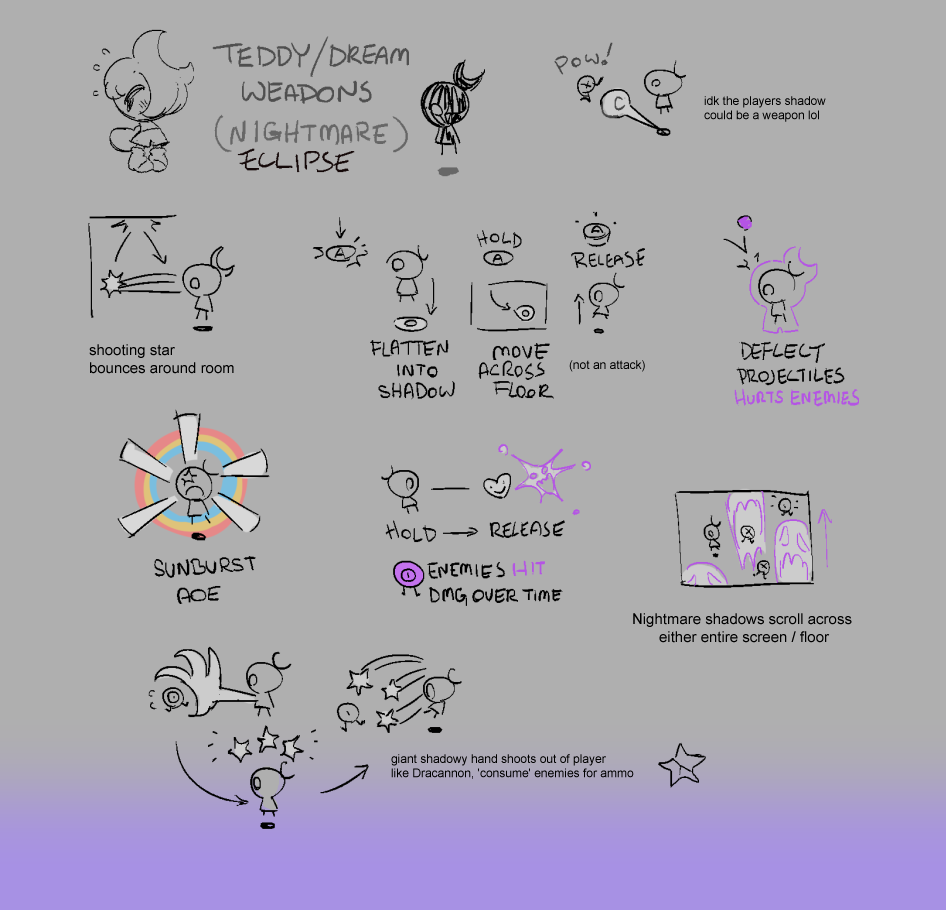 TEDDY/DREAM
WEADONS
(NIGHTMARE)
ECLIPSE
POW!
C
idk the players shadow
could be a weapon lol
shooting star
bounces around room
A
FLATTEN
INTO
SHADOW
HOLD
A
MOVE
ACROSS
FLOOR
A
RELEASE
(not an attack)
DEFLECT
PROJECTILES
HURTS ENEMIES
SUNBURST
AOE
HOLD → RELEASE
ENEMIES HIT
DMG OVER TIME
Nightmare shadows scroll across
either entire screen / floor
giant shadowy hand shoots out of player
like Dracannon, 'consume' enemies for ammo